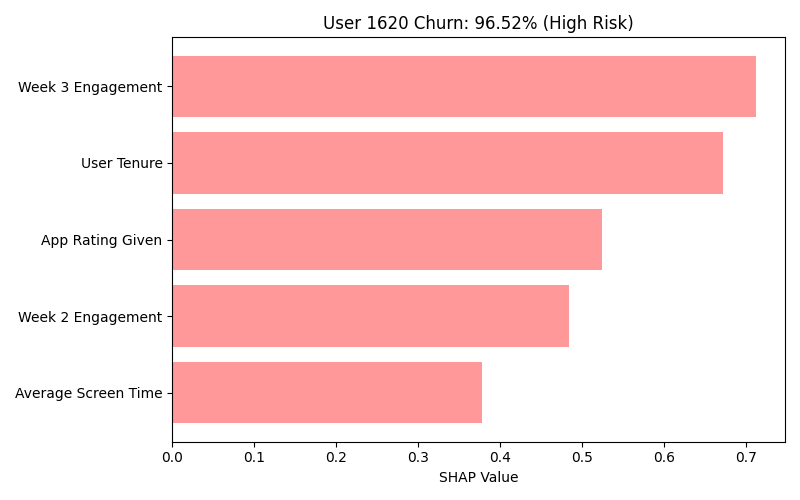 User 1620 Churn: 96.52% (High Risk)
Week 3 Engagement
User Tenure
App Rating Given
Week 2 Engagement
Average Screen Time
0.0 0.1 0.2 0.3 0.4 0.5 0.6 0.7
SHAP Value